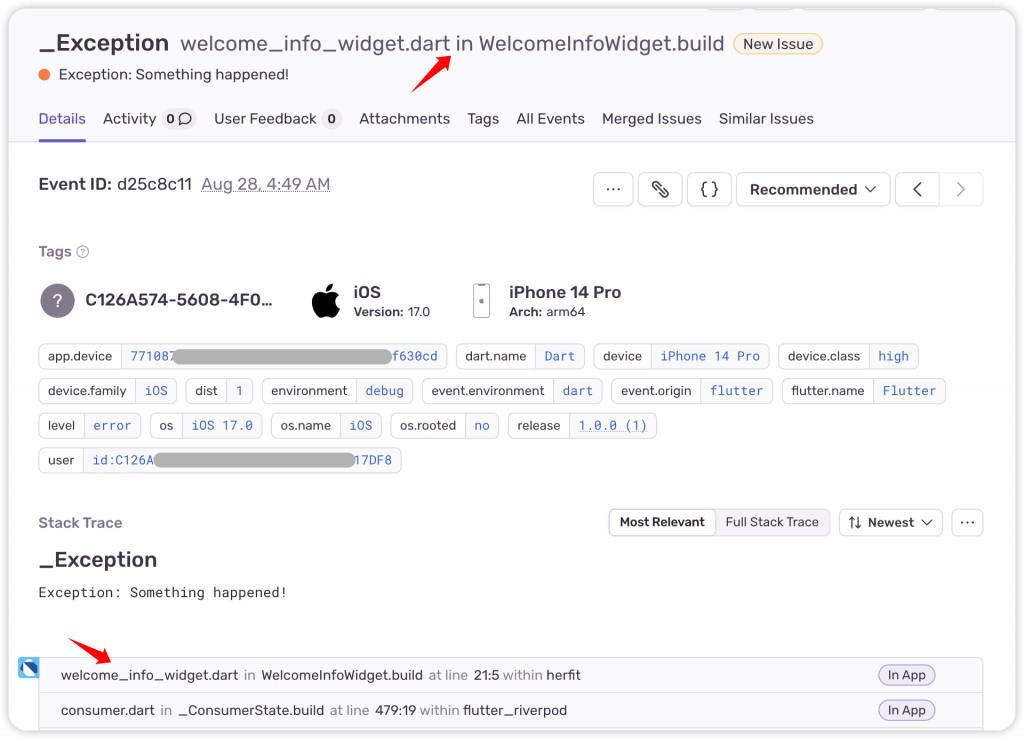 _Exception welcome_info_widget.dart in WelcomeInfoWidget.build New Issue
Exception: Something happened!
Details Activity 0 User Feedback 0 Attachments Tags All Events Merged Issues Similar Issues
Event ID: d25c8c11 Aug 28, 4:49 AM ... { } Recommended
Tags ?
? C126A574-5608-4F0... iOS Version: 17.0 iPhone 14 Pro Arch: arm64
app.device 771087 f630cd dart.name Dart device iPhone 14 Pro device.class high
device.family iOS dist 1 environment debug event.environment dart event.origin flutter flutter.name Flutter
level error os iOS 17.0 os.name iOS os.rooted no release 1.0.0 (1)
user id:C126A 17DF8
Stack Trace Most Relevant Full Stack Trace Newest ...
_Exception
Exception: Something happened!
welcome_info_widget.dart in WelcomeInfoWidget.build at line 21:5 within herfit In App
consumer.dart in _ConsumerState.build at line 479:19 within flutter_riverpod In App